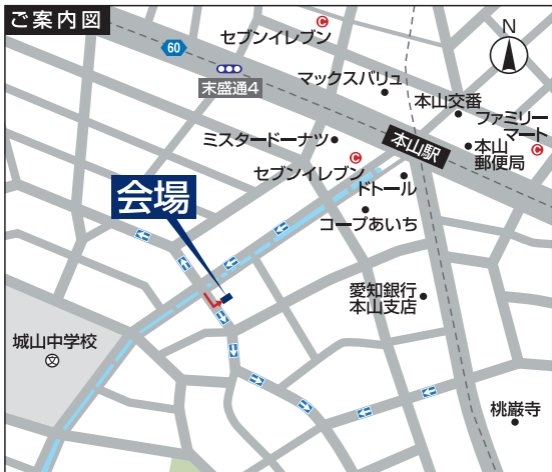 ご案内図
セブンイレブン
N
60
末盛通4
マックスバリュ
本山交番
ファミリー
マート
ミスタードーナツ
本山駅
本山
郵便局
セブンイレブン
ドトール
会場
コープあいち
愛知銀行
本山支店
城山中学校
文
桃巌寺